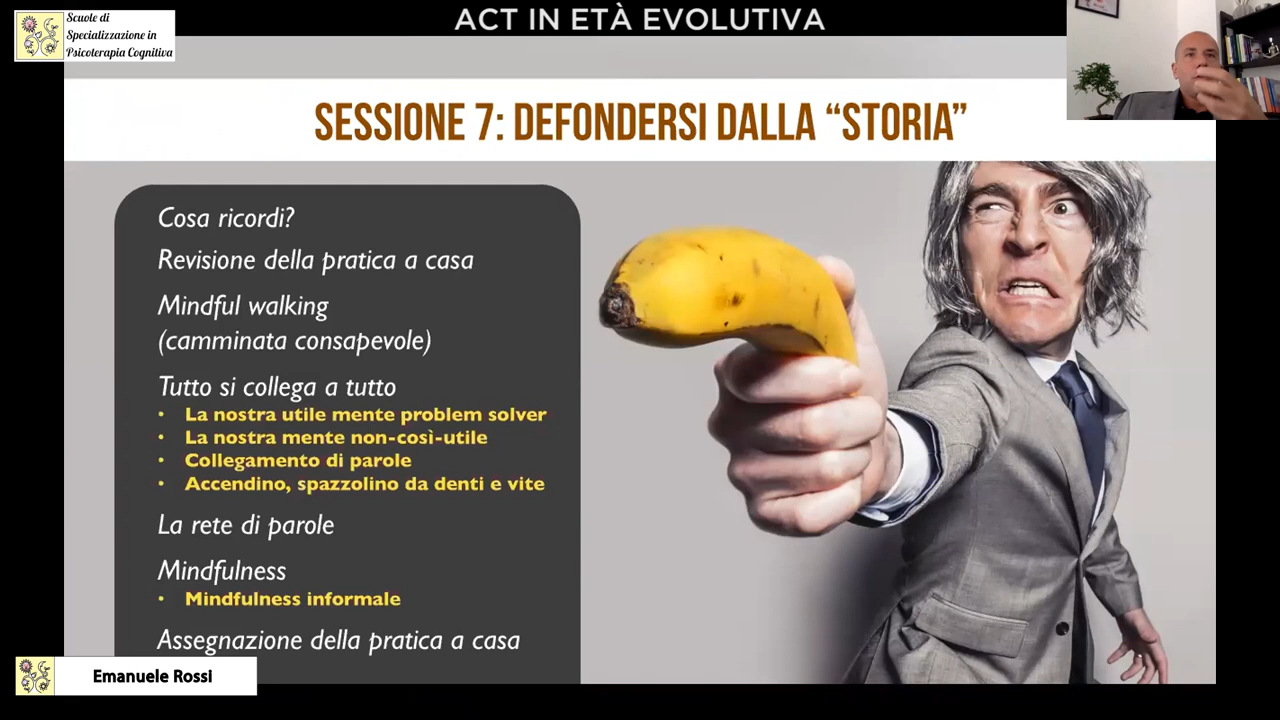 ACT IN ETÀ EVOLUTIVA
Scuole di
Specializzazione in
Psicoterapia Cognitiva
SESSIONE 7: DEFONDERSI DALLA “STORIA”
Cosa ricordi?
Revisione della pratica a casa
Mindful walking
(camminata consapevole)
Tutto si collega a tutto
• La nostra utile mente problem solver
• La nostra mente non-così-utile
• Collegamento di parole
• Accendino, spazzolino da denti e vite
La rete di parole
Mindfulness
• Mindfulness informale
Assegnazione della pratica a casa
Emanuele Rossi